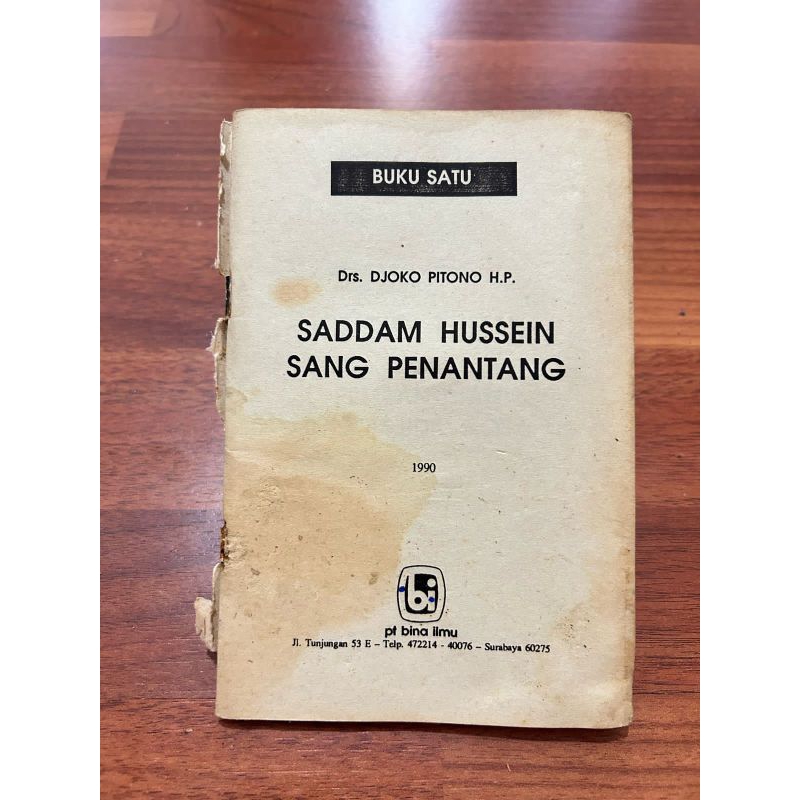 BUKU SATU
Drs. DJOKO PITONO H.P.
SADDAM HUSSEIN
SANG PENANTANG
1990
bi
pt bina ilmu
Jl. Tunjungan 53 E – Telp. 472214 - 40076 – Surabaya 60275